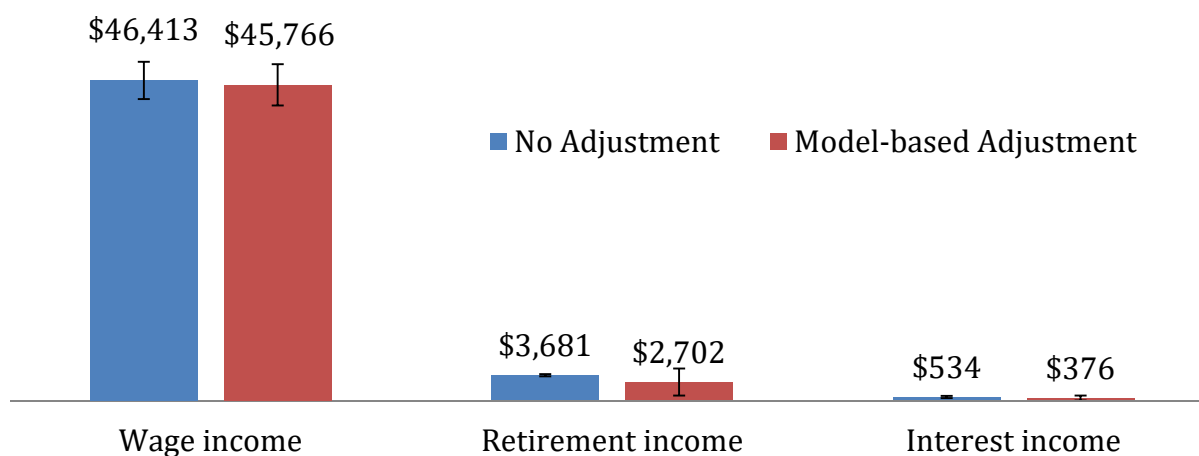 $46,413 $45,766
No Adjustment Model-based Adjustment
$3,681 $2,702 $534 $376
Wage income Retirement income Interest income